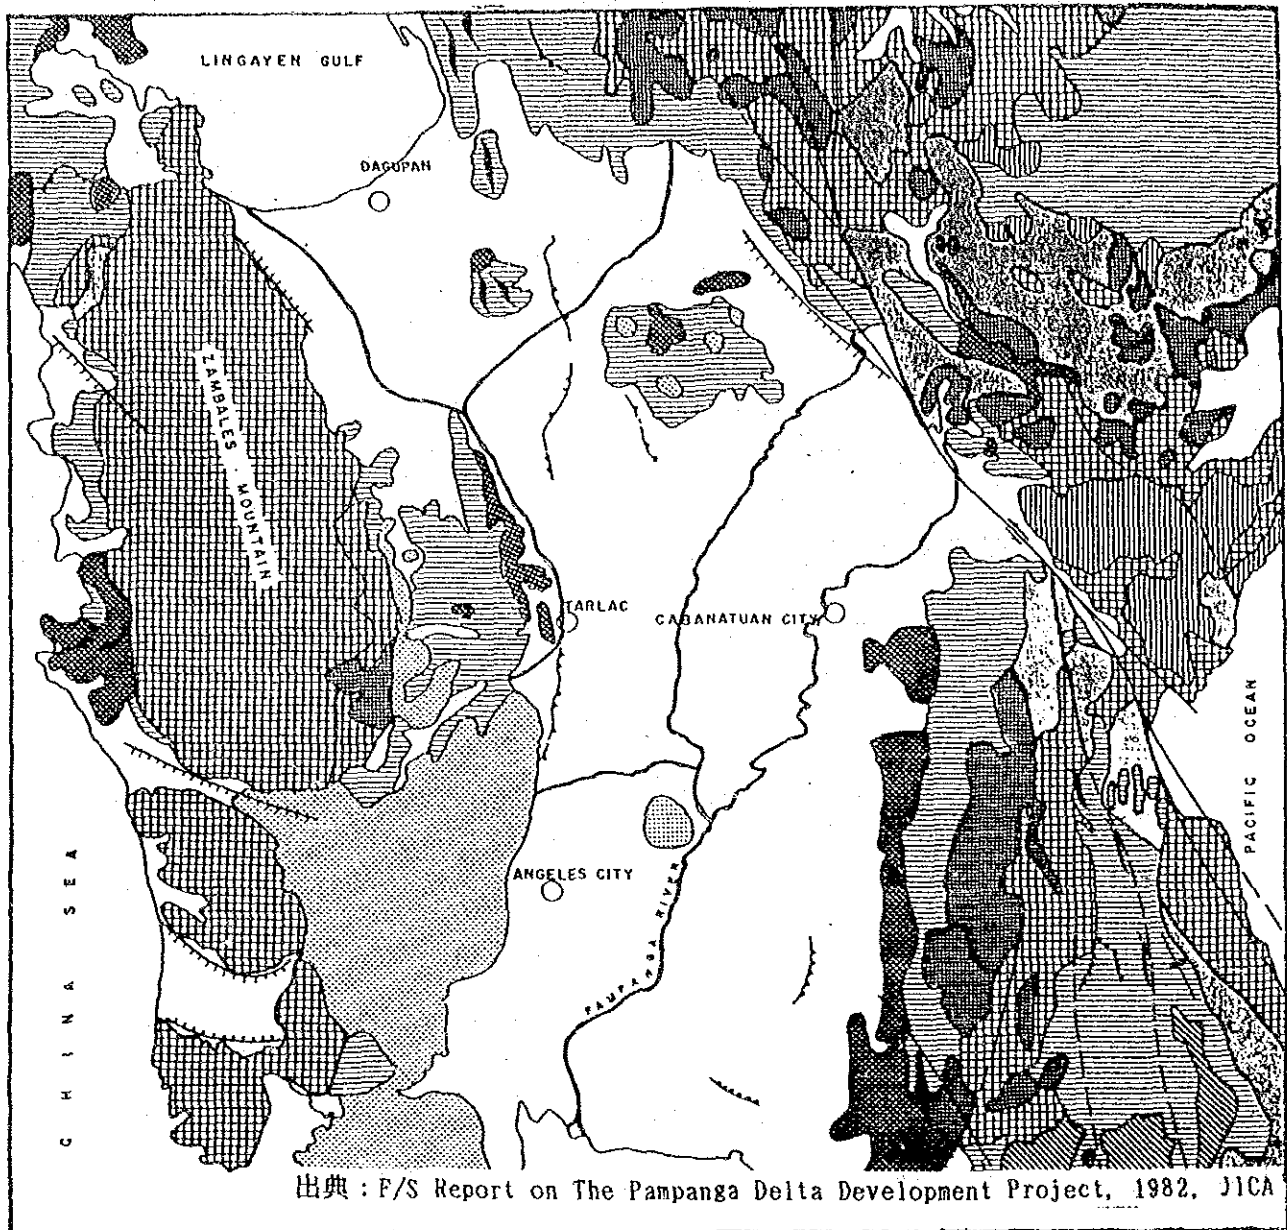 LINGAYEN GULF
DAGUPAN
ZAMBALES MOUNTAIN
TARLAC
CABANATUAN CITY
PACIFIC OCEAN
ANGELES CITY
PAMPANGA RIVER
CHINA SEA
出典 : F/S Report on The Pampanga Delta Development Project, 1982, JICA